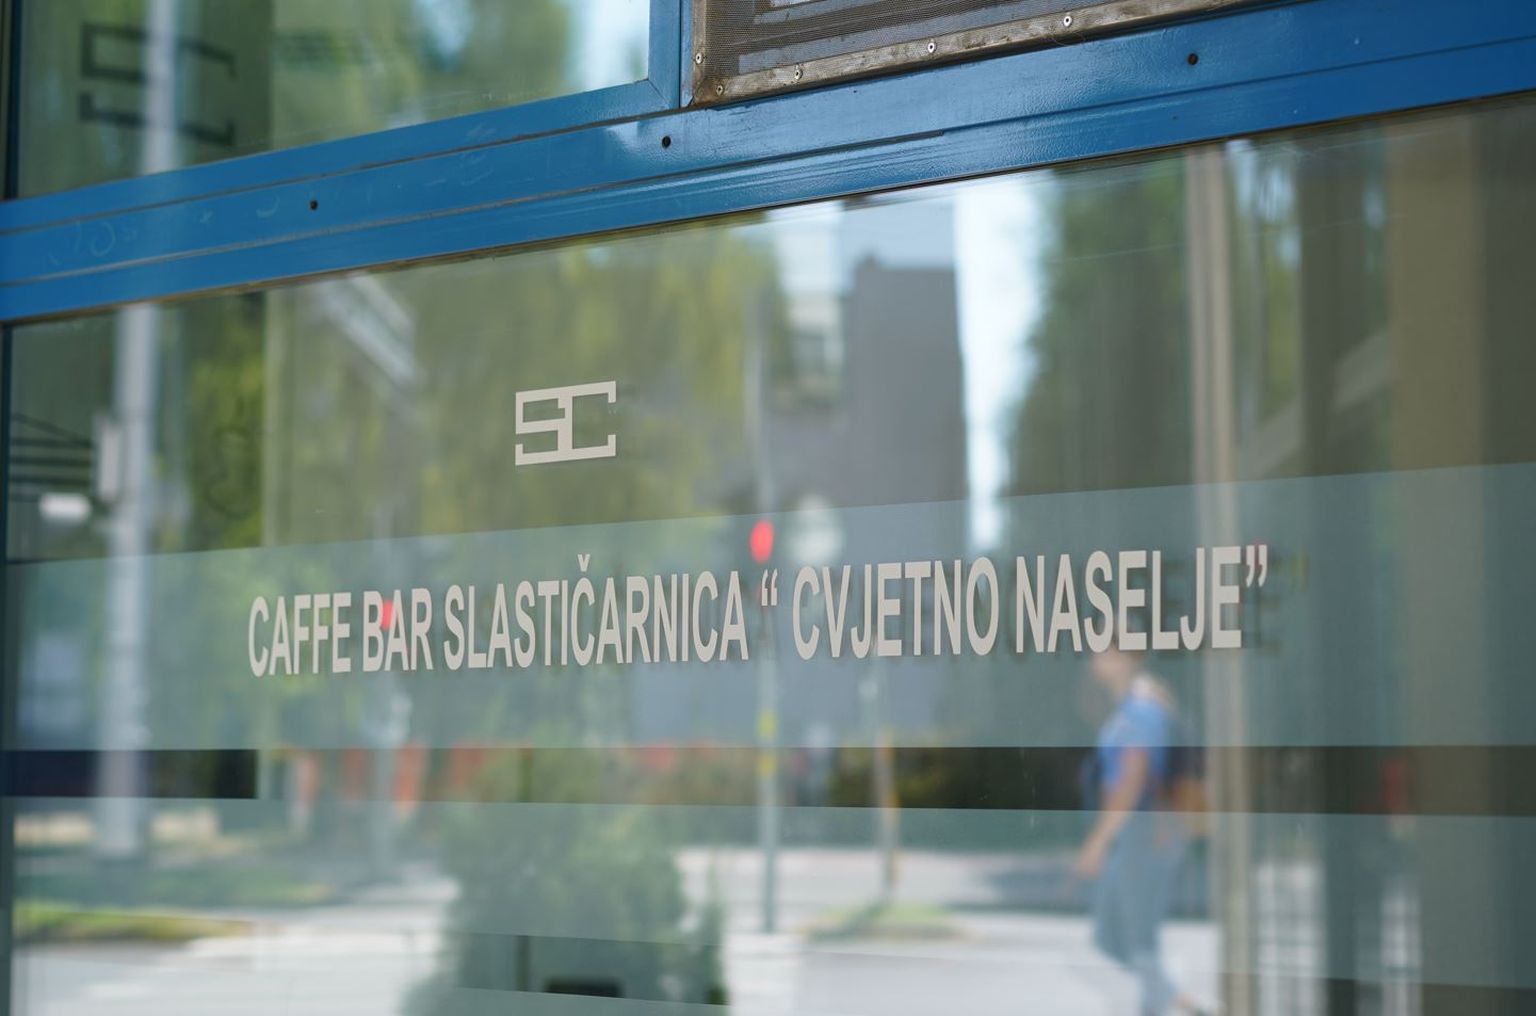 SC
CAFFE BAR SLASTIČARNICA “ CVJETNO NASELJE”